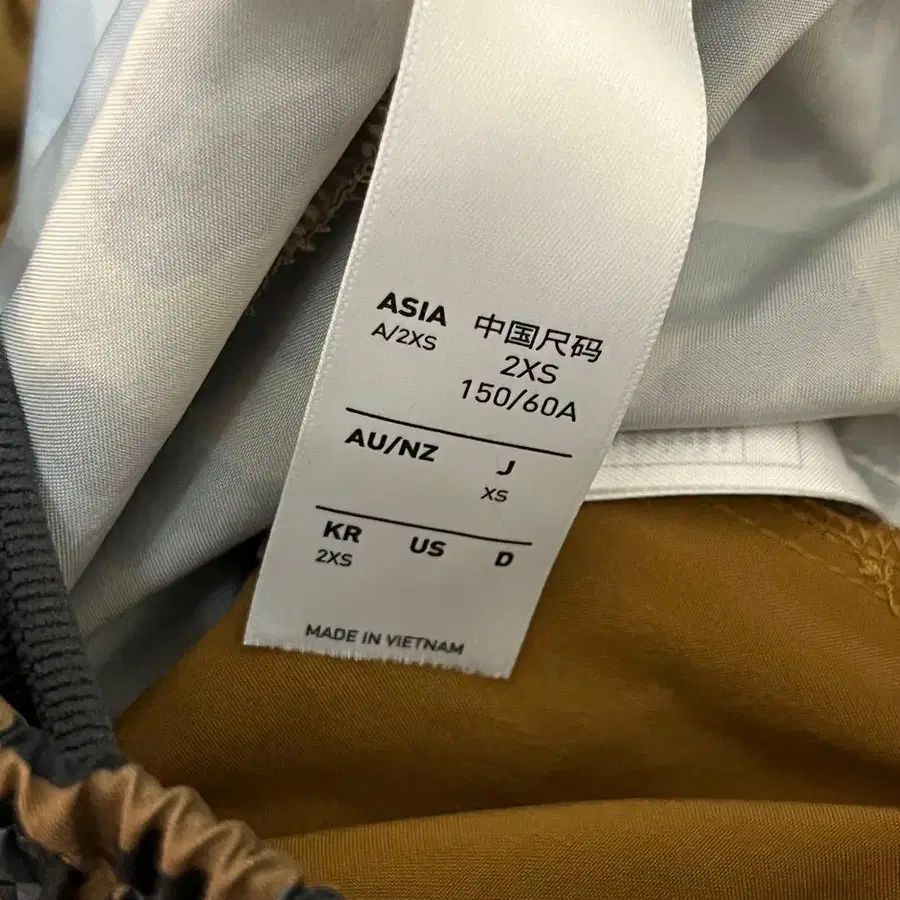 ASIA 中国尺码
A/2XS 2XS
150/60A
AU/NZ J
XS
KR US D
2XS
MADE IN VIETNAM